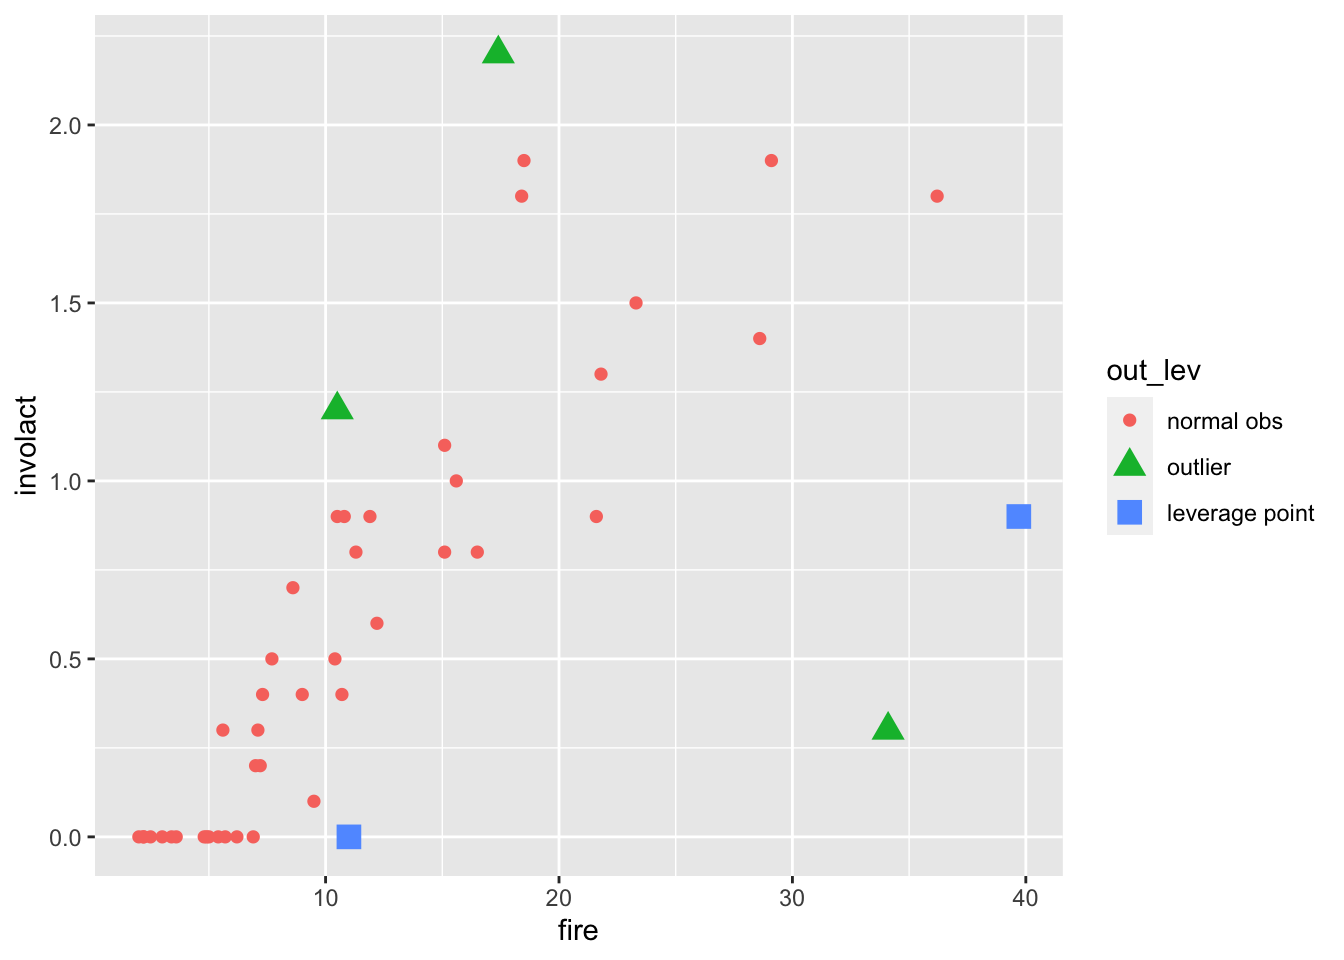 2.0
1.5
1.0
0.5
0.0
involact
10 20 30 40
fire
out_lev
normal obs
outlier
leverage point